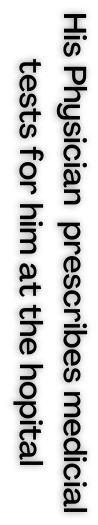 His Physician prescribes medicial
tests for him at the hopital